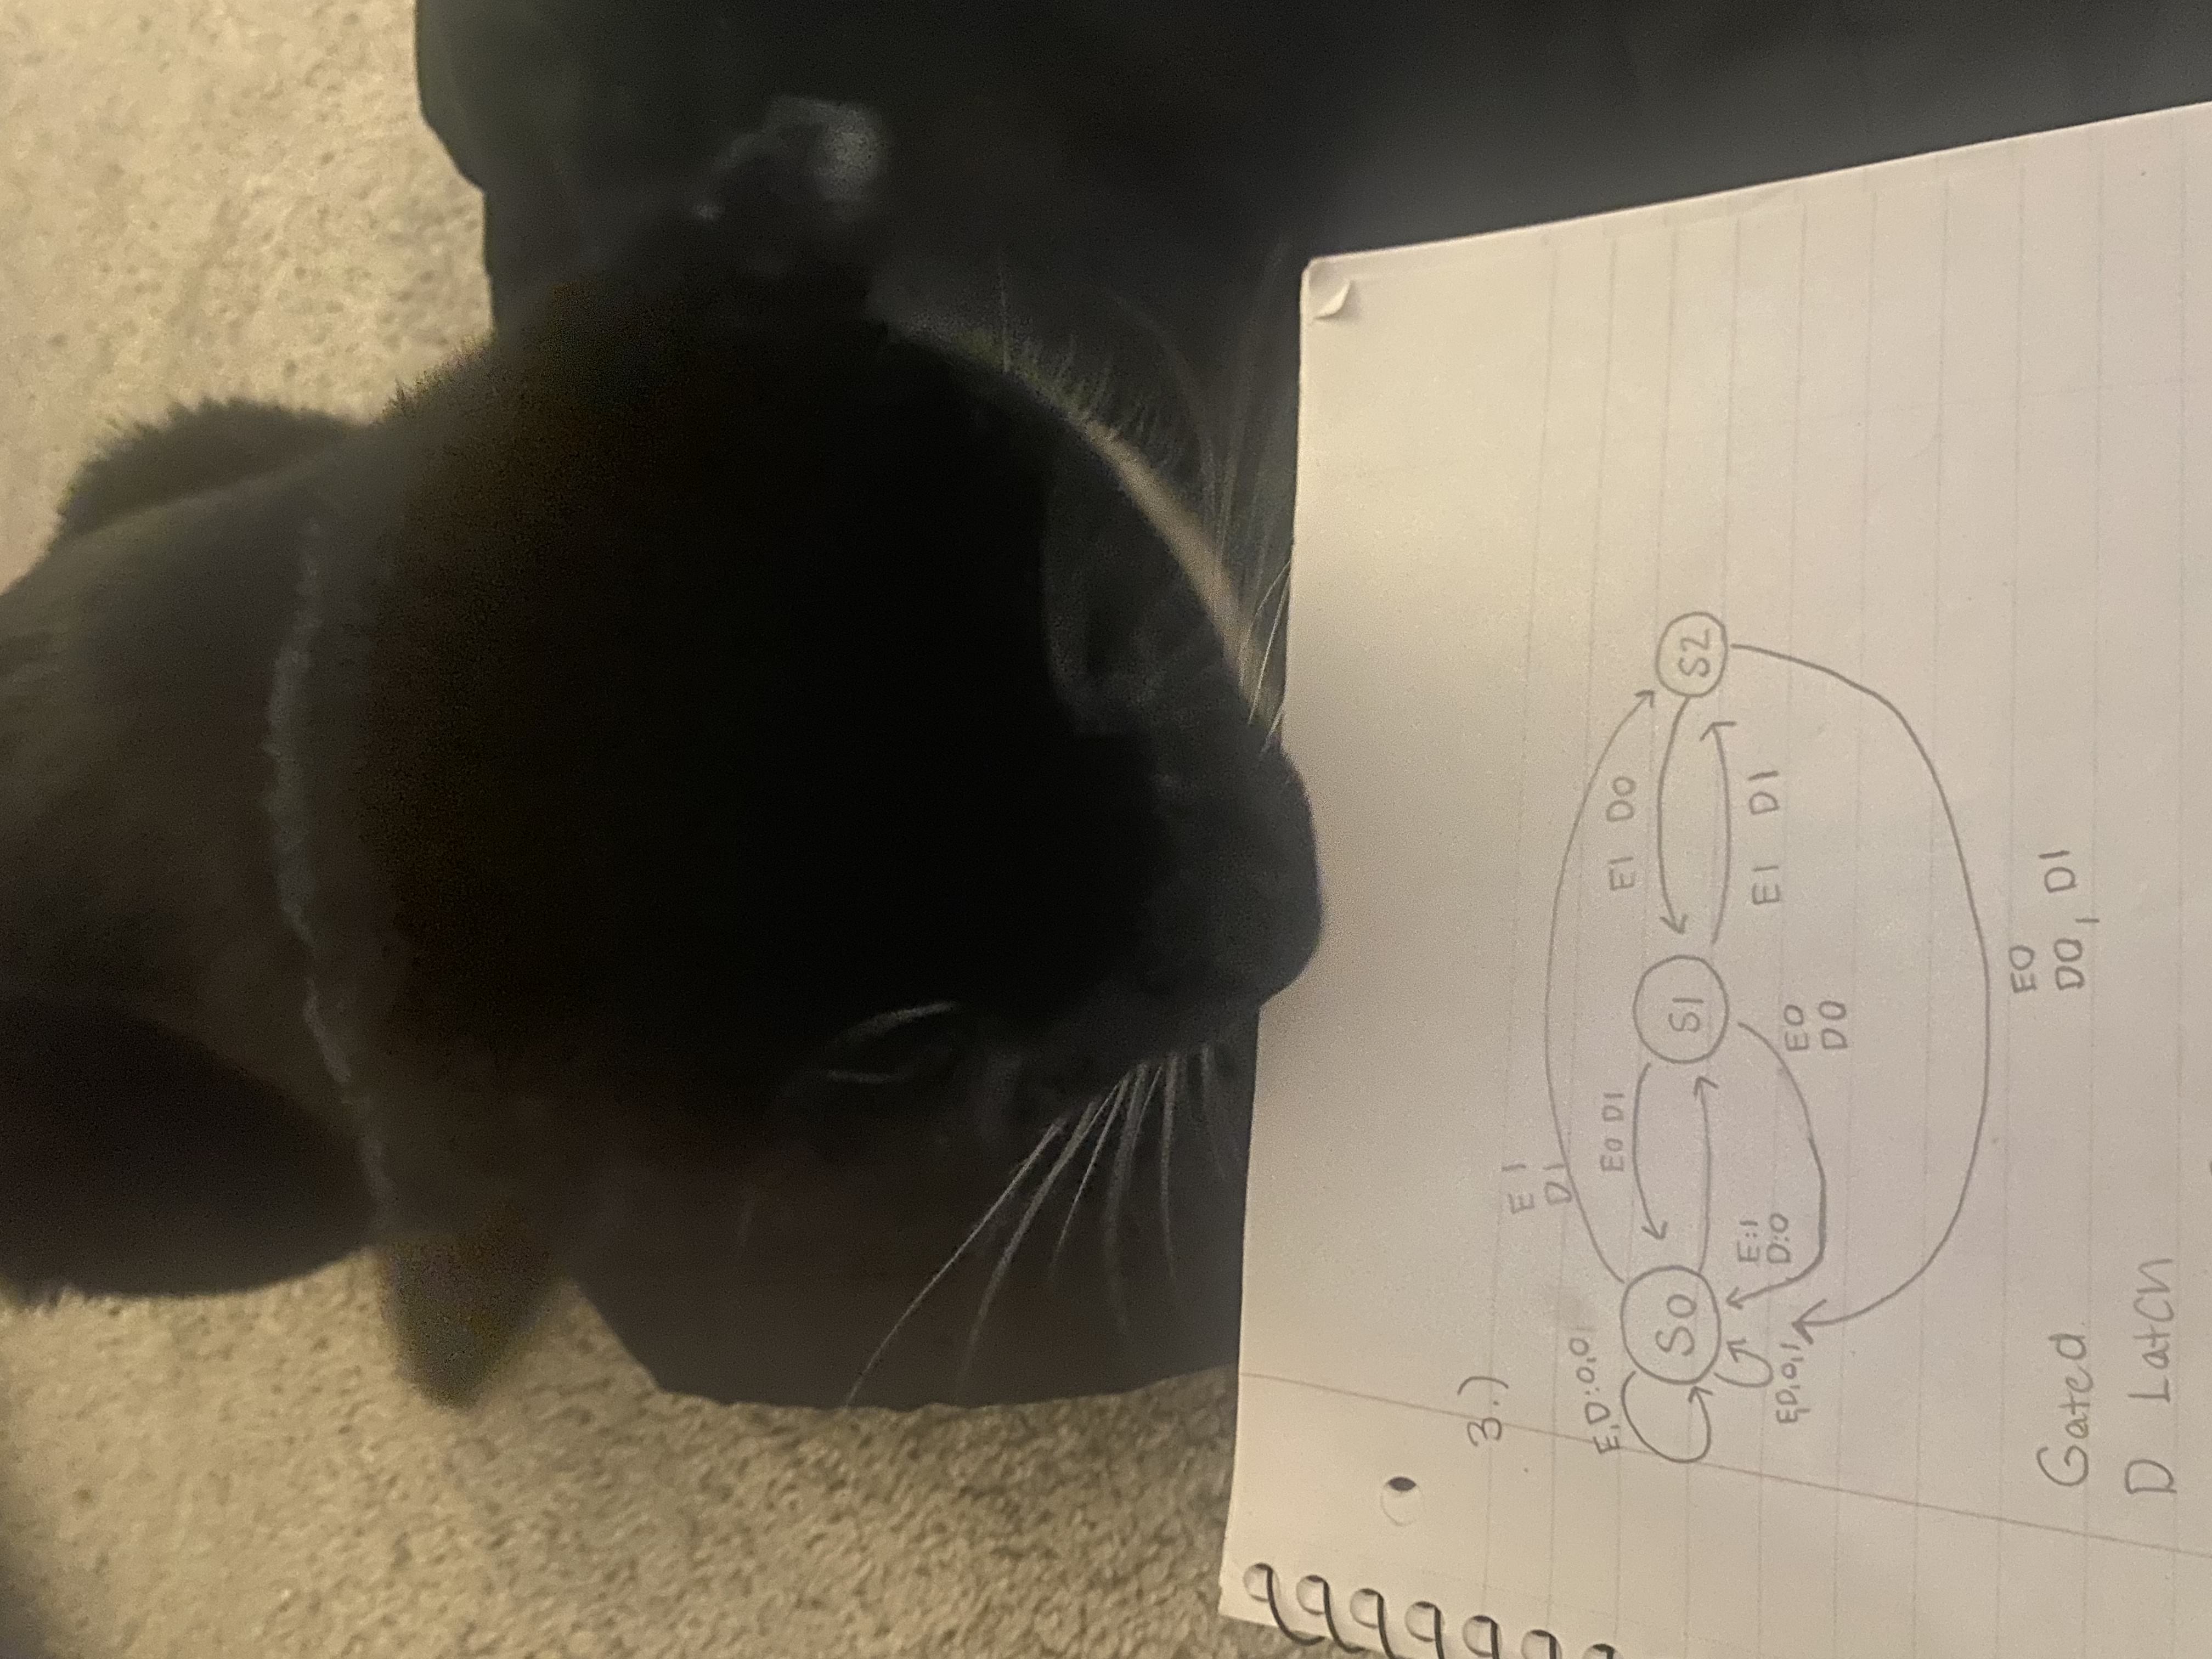 3.)
E 1
D1
E,D:0,0
E0 D1
E1 D0
S0
S1
S2
E:1
D:0
E1 D1
E,D:0,1
E0
D0
E0
D0, D1
Gated
D Latch